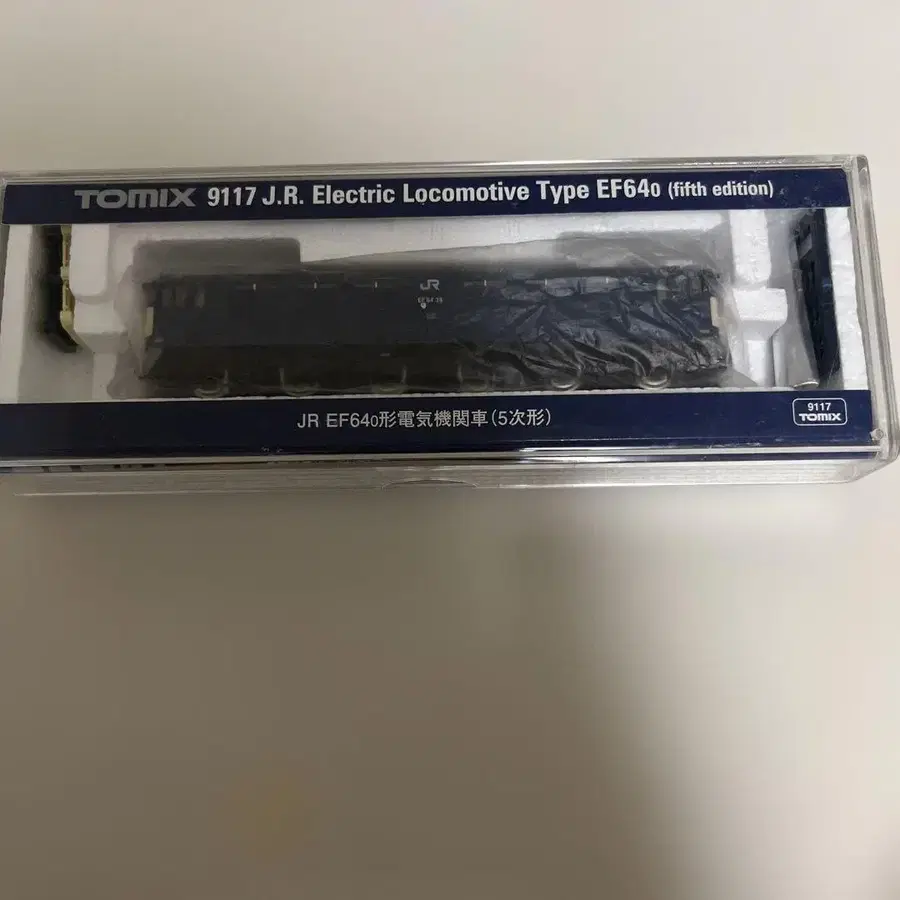 TOMIX 9117 J.R. Electric Locomotive Type EF640 (fifth edition)
JR
EF64
JR EF640形電気機関車(5次形)
9117
TOMIX